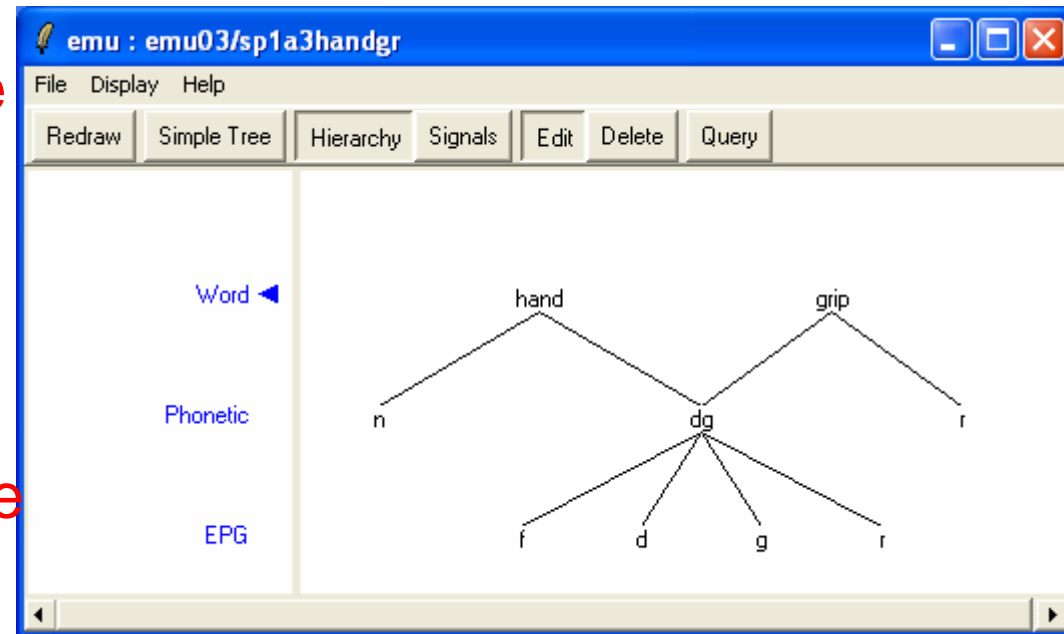 emu : emu03/sp1a3handgr
e
File Display Help
Redraw Simple Tree Hierarchy Signals Edit Delete Query
Word hand grip
Phonetic n dg r
e
EPG f d g r